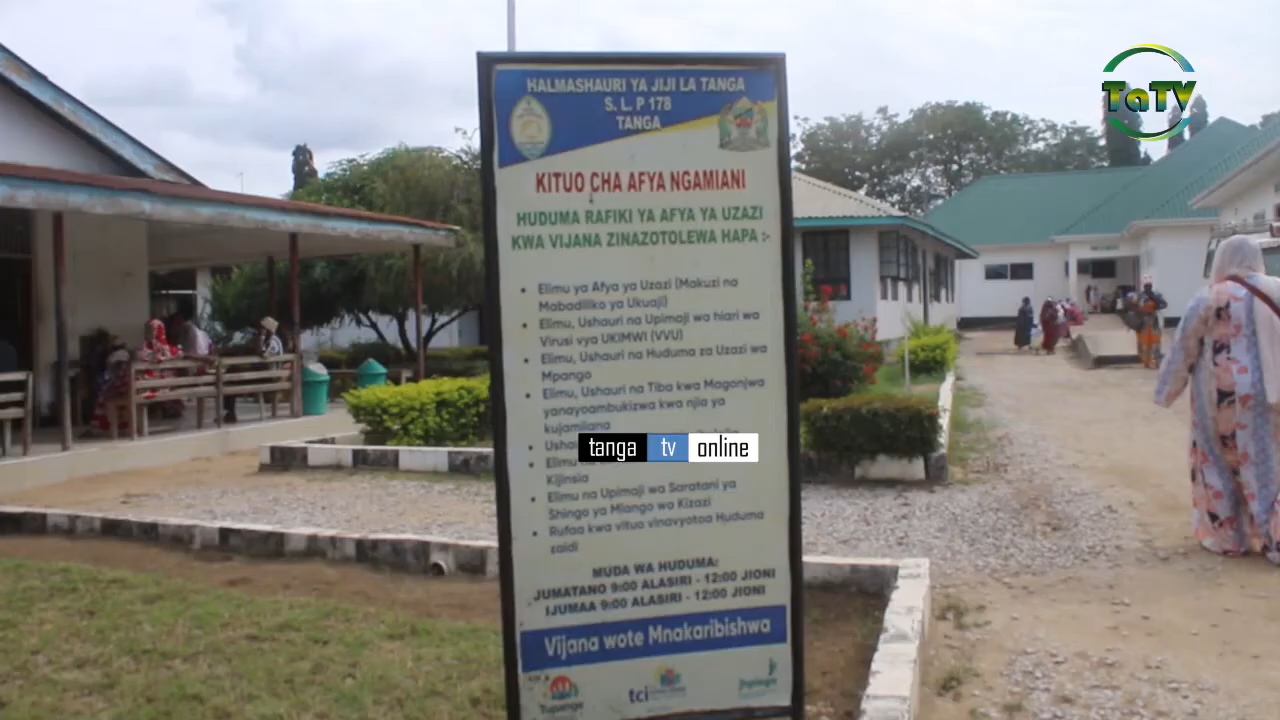 TaTV
HALMASHAURI YA JIJI LA TANGA
S. L. P 178
TANGA
KITUO CHA AFYA NGAMIANI
HUDUMA RAFIKI YA AFYA YA UZAZI
KWA VIJANA ZINAZOTOLEWA HAPA :-
• Elimu ya Afya ya Uzazi (Makuzi na
Mabadiliko ya Ukuaji)
• Elimu, Ushauri na Upimaji wa hiari wa
Virusi vya UKIMWI (VVU)
• Elimu, Ushauri na Huduma za Uzazi wa
Mpango
• Elimu, Ushauri na Tiba kwa Magonjwa
yanayoambukizwa kwa njia ya
kujamiiana
tanga tv online
• Elimu
Kijinsia
• Elimu na Upimaji wa Saratani ya
Shingo ya Mlango wa Kizazi
• Rufaa kwa vituo vinavyotoa Huduma
zaidi
MUDA WA HUDUMA:
JUMATANO 9:00 ALASIRI - 12:00 JIONI
IJUMAA 9:00 ALASIRI - 12:00 JIONI
Vijana wote Mnakaribishwa
Tupange
tci